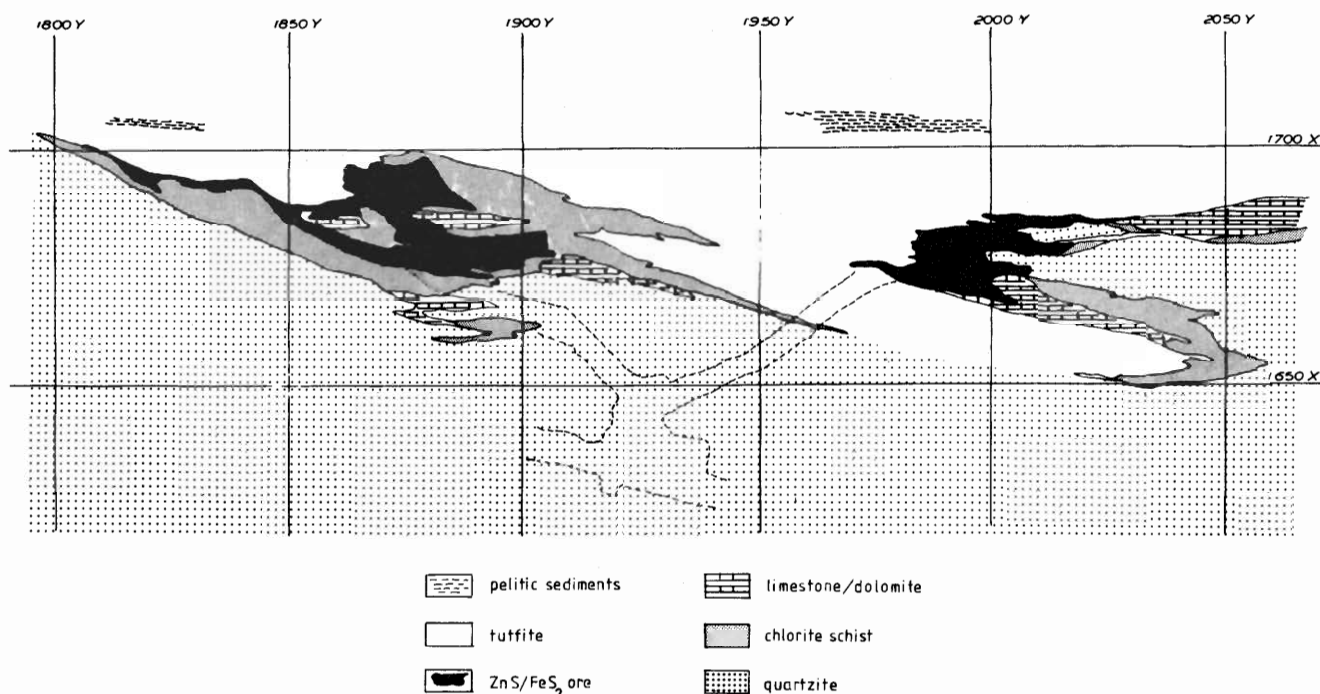 1800 Y
1850 Y
1900 Y
1950 Y
2000 Y
2050 Y
1700 X
1650 X
pelitic sediments
limestone/dolomite
tuffite
chlorite schist
ZnS/FeS₂ ore
quartzite